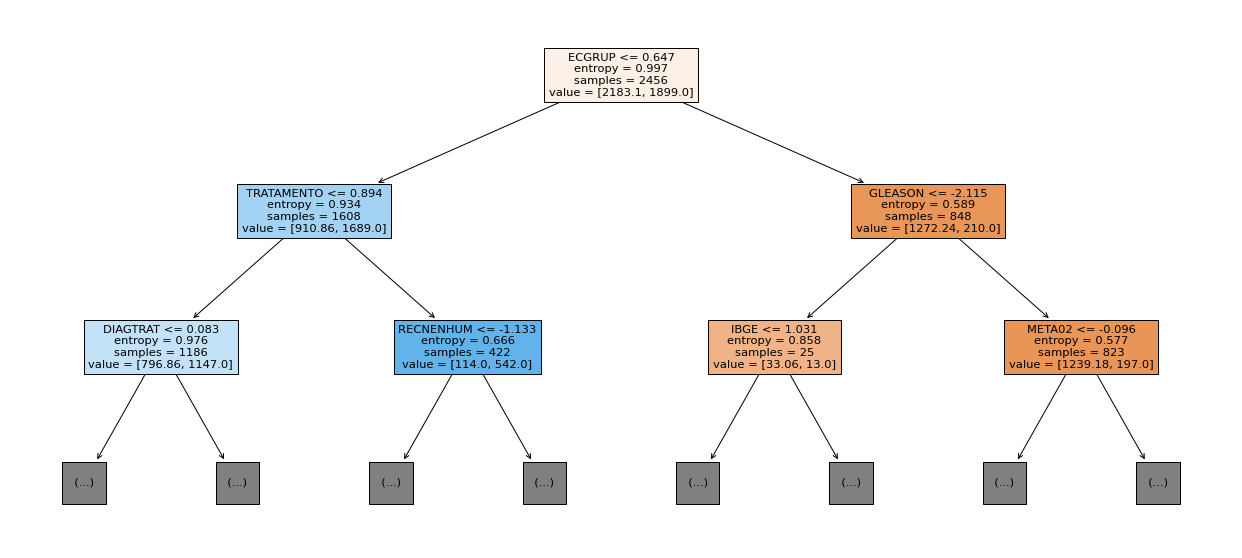 ECGRUP <= 0.647
entropy = 0.997
samples = 2456
value = [2183.1, 1899.0]
TRATAMENTO <= 0.894
entropy = 0.934
samples = 1608
value = [910.86, 1689.0]
GLEASON <= -2.115
entropy = 0.589
samples = 848
value = [1272.24, 210.0]
DIAGTRAT <= 0.083
entropy = 0.976
samples = 1186
value = [796.86, 1147.0]
RECNENHUM <= -1.133
entropy = 0.666
samples = 422
value = [114.0, 542.0]
IBGE <= 1.031
entropy = 0.858
samples = 25
value = [33.06, 13.0]
META02 <= -0.096
entropy = 0.577
samples = 823
value = [1239.18, 197.0]
(...)
(...)
(...)
(...)
(...)
(...)
(...)
(...)